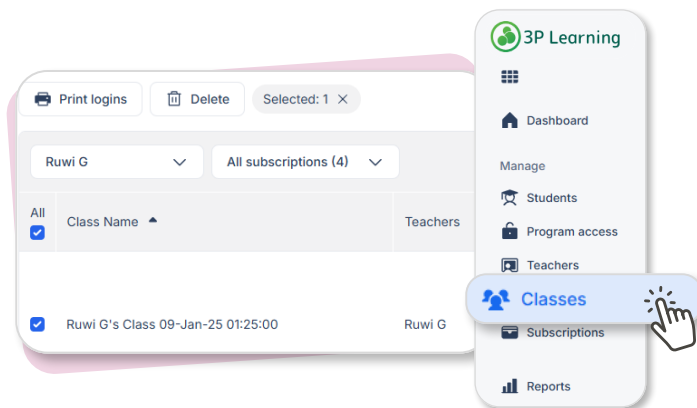 Print logins Delete Selected: 1
Ruwi G All subscriptions (4)
All
Class Name Teachers
Ruwi G's Class 09-Jan-25 01:25:00 Ruwi G
3P Learning
Dashboard
Manage
Students
Program access
Teachers
Classes
Subscriptions
Reports